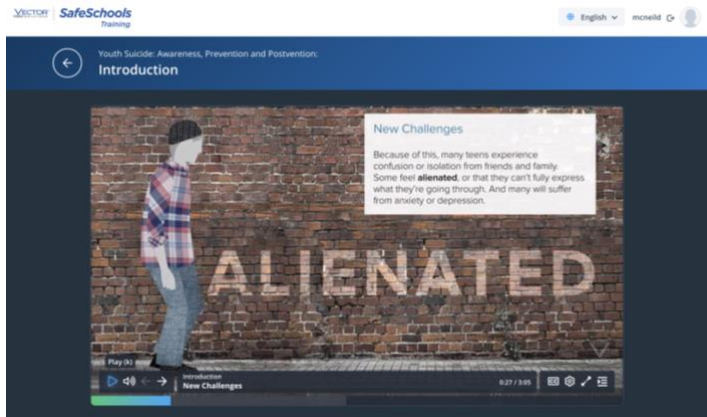 VECTOR SafeSchools
Training
English
mcneild
Youth Suicide: Awareness, Prevention and Postvention:
Introduction
New Challenges
Because of this, many teens experience
confusion or isolation from friends and family.
Some feel alienated, or that they can't fully express
what they're going through. And many will suffer
from anxiety or depression.
ALIENATED
Play (k)
Introduction
New Challenges
0:27 / 3:05